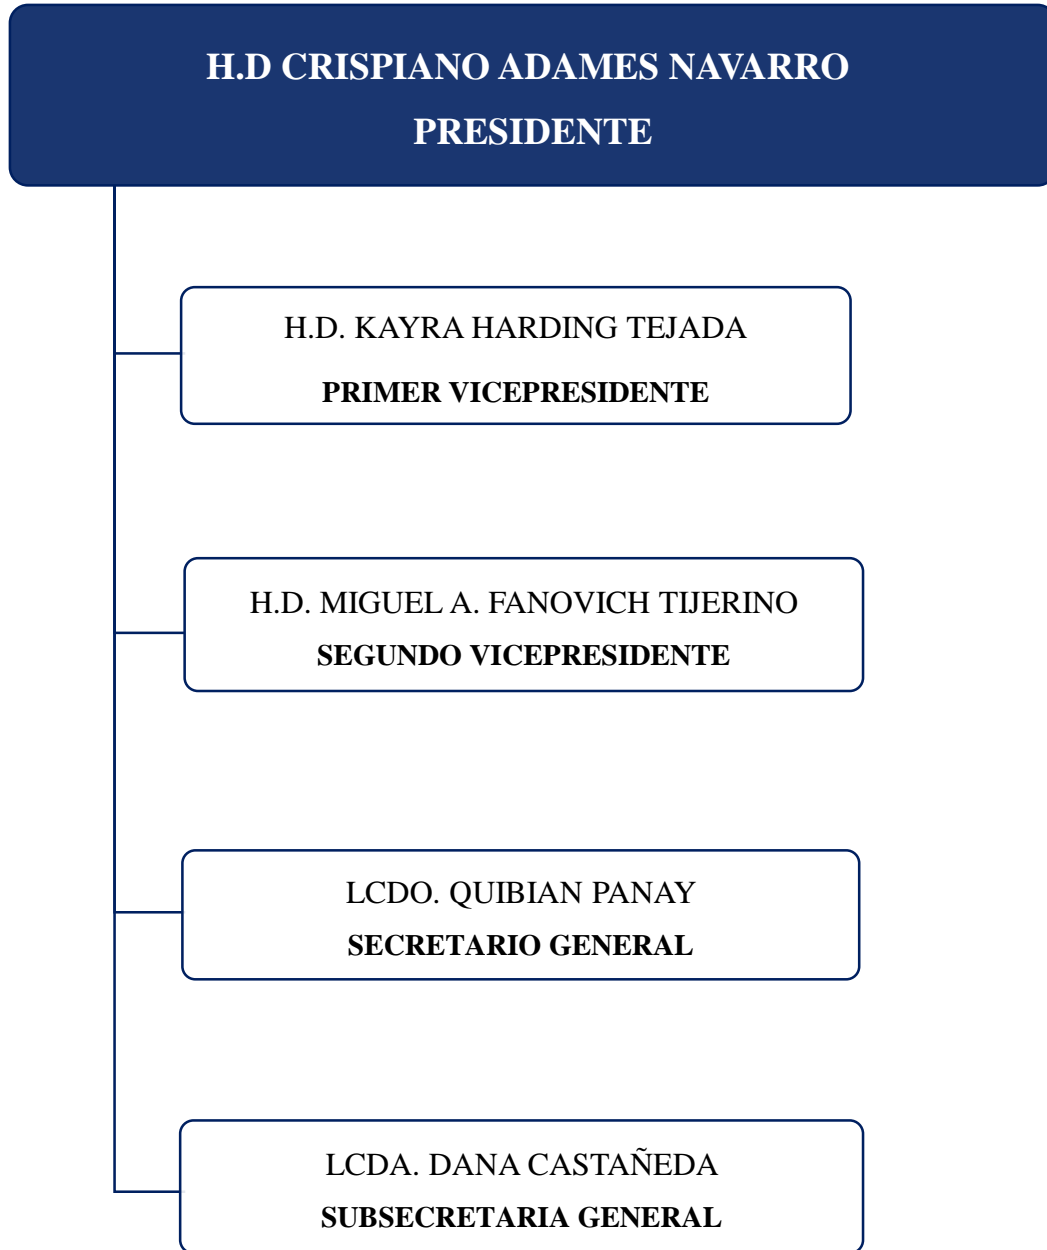 H.D CRISPIANO ADAMES NAVARRO
PRESIDENTE
H.D. KAYRA HARDING TEJADA
PRIMER VICEPRESIDENTE
H.D. MIGUEL A. FANOVICH TIJERINO
SEGUNDO VICEPRESIDENTE
LCDO. QUIBIAN PANAY
SECRETARIO GENERAL
LCDA. DANA CASTAÑEDA
SUBSECRETARIA GENERAL